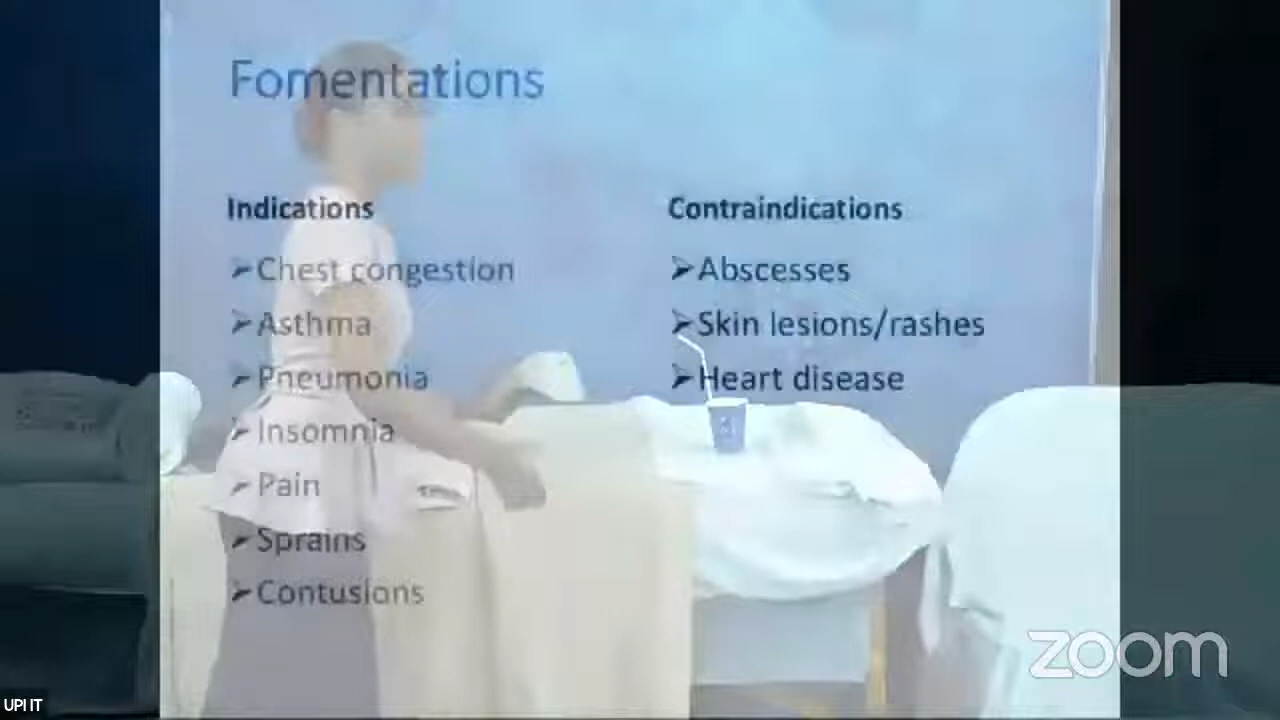 Fomentations
Indications
➢Chest congestion
➢Asthma
➢Pneumonia
➢Insomnia
➢Pain
➢Sprains
➢Contusions
Contraindications
➢Abscesses
➢Skin lesions/rashes
➢Heart disease
zoom
UPI IT